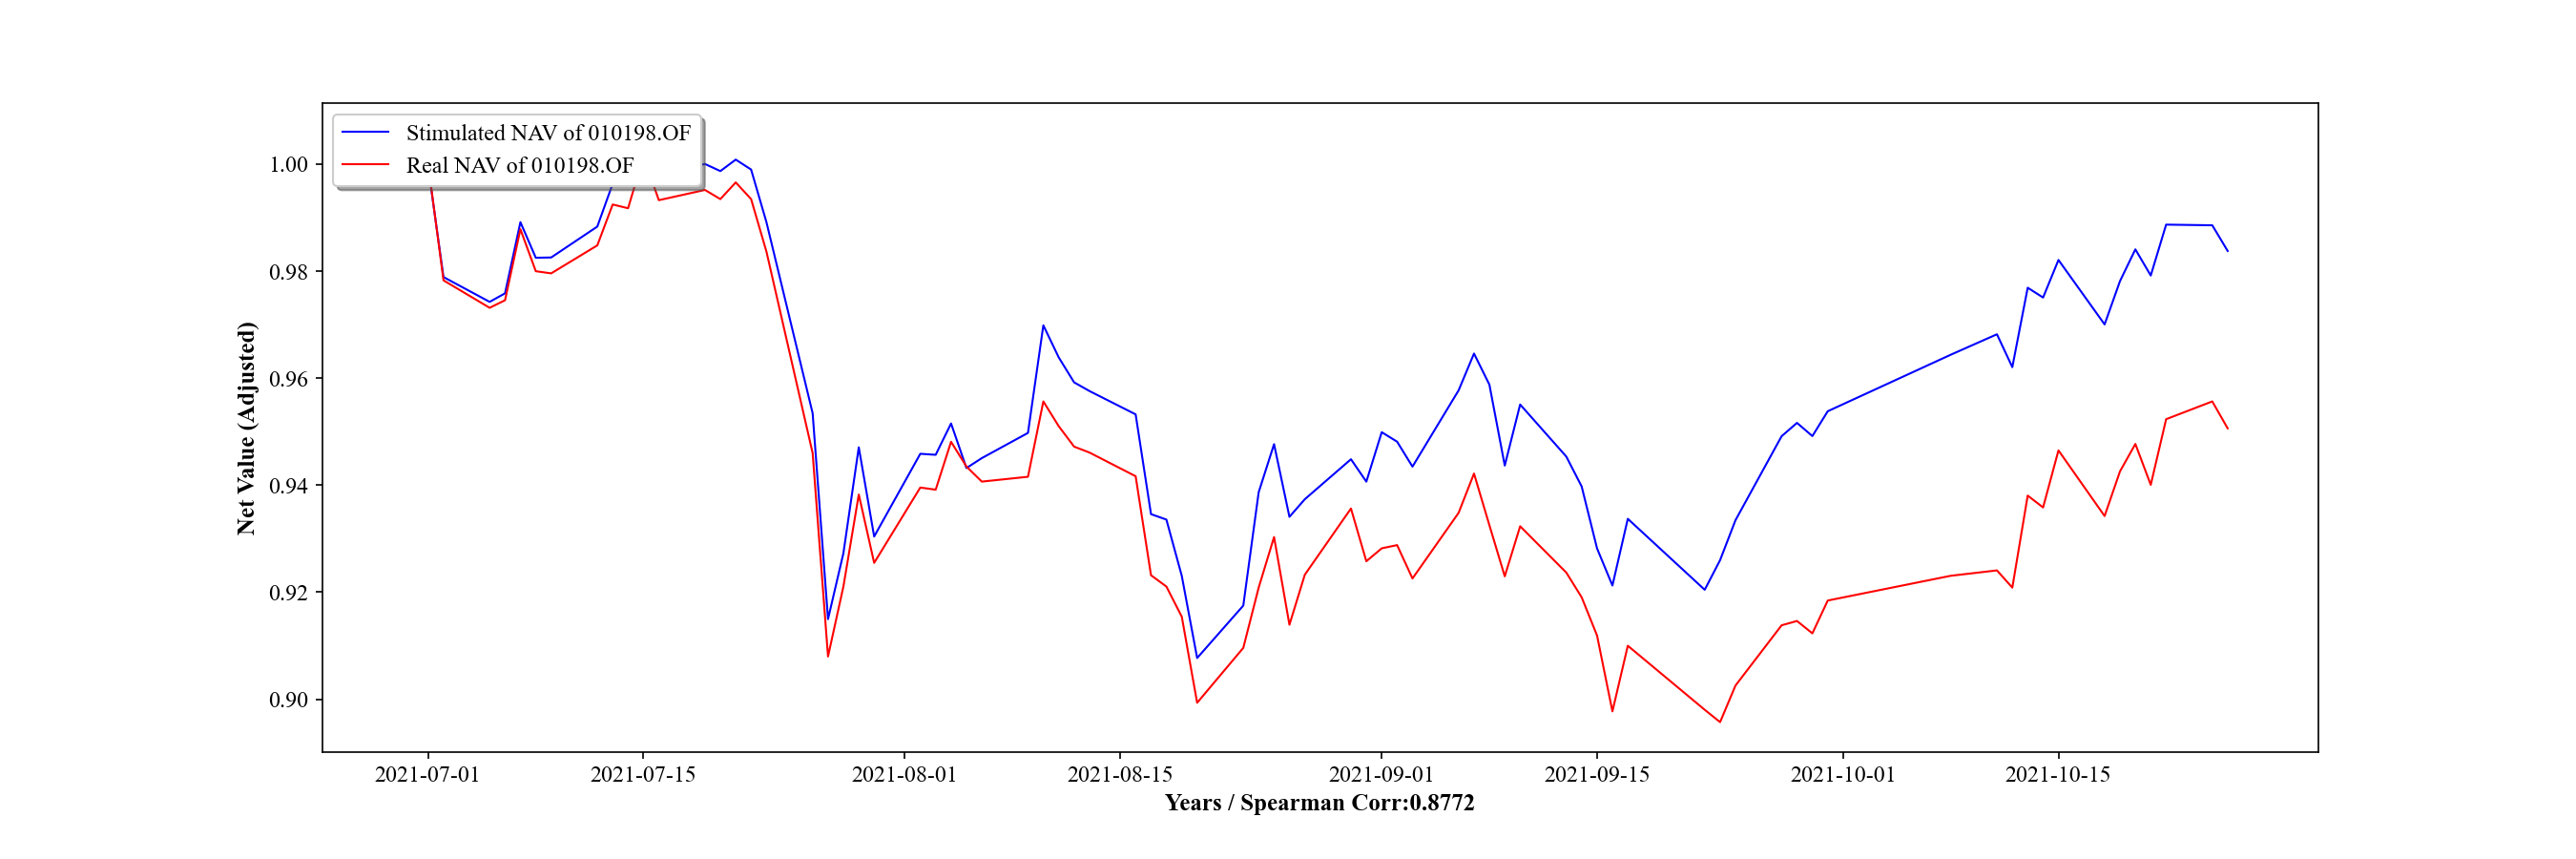 Stimulated NAV of 010198.OF
Real NAV of 010198.OF
1.00
0.98
0.96
0.94
0.92
0.90
Net Value (Adjusted)
2021-07-01 2021-07-15 2021-08-01 2021-08-15 2021-09-01 2021-09-15 2021-10-01 2021-10-15
Years / Spearman Corr:0.8772